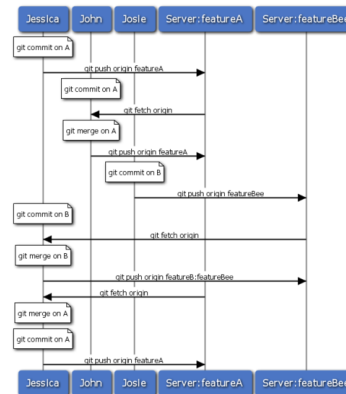 Jessica John Josie Server:featureA Server:featureBee
git commit on A
git push origin featureA
git commit on A
git fetch origin
git merge on A
git push origin featureA
git commit on B
git push origin featureBee
git commit on B
git fetch origin
git merge on B
git push origin featureB:featureBee
git fetch origin
git merge on A
git commit on A
git push origin featureA
Jessica John Josie Server:featureA Server:featureBee